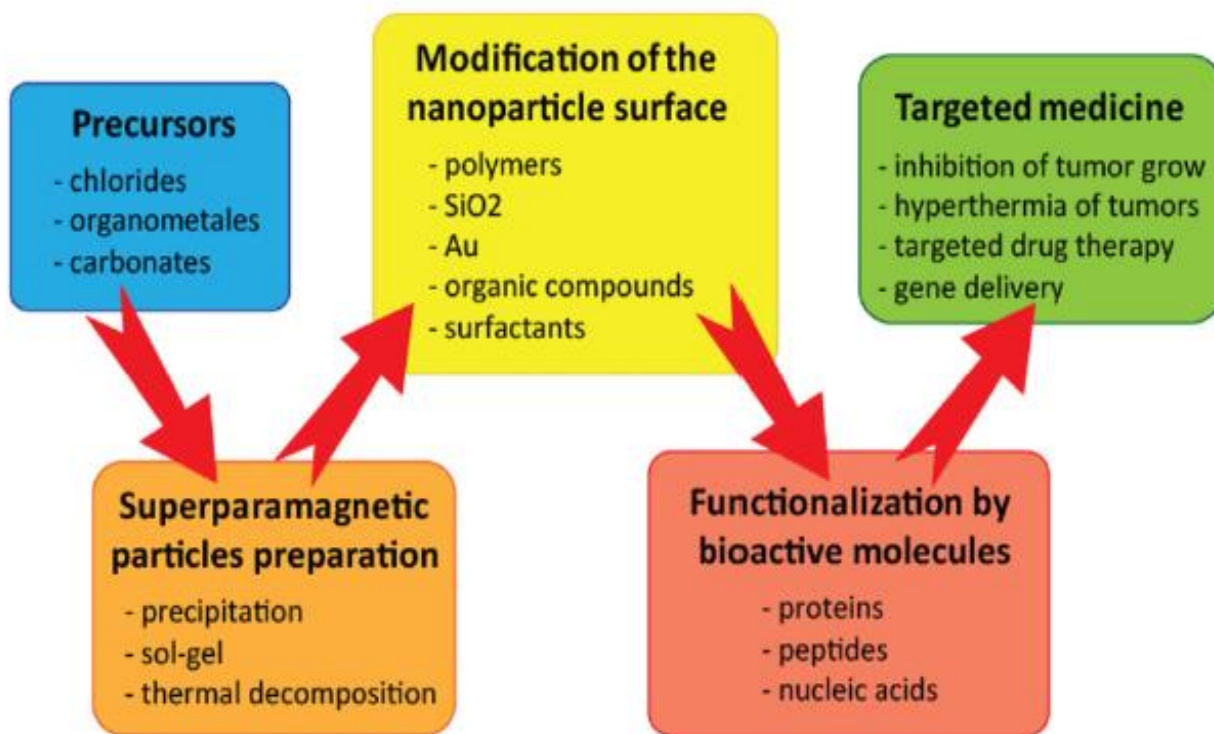 Precursors
- chlorides
- organometales
- carbonates
Superparamagnetic
particles preparation
- precipitation
- sol-gel
- thermal decomposition
Modification of the
nanoparticle surface
- polymers
- SiO2
- Au
- organic compounds
- surfactants
Functionalization by
bioactive molecules
- proteins
- peptides
- nucleic acids
Targeted medicine
- inhibition of tumor grow
- hyperthermia of tumors
- targeted drug therapy
- gene delivery